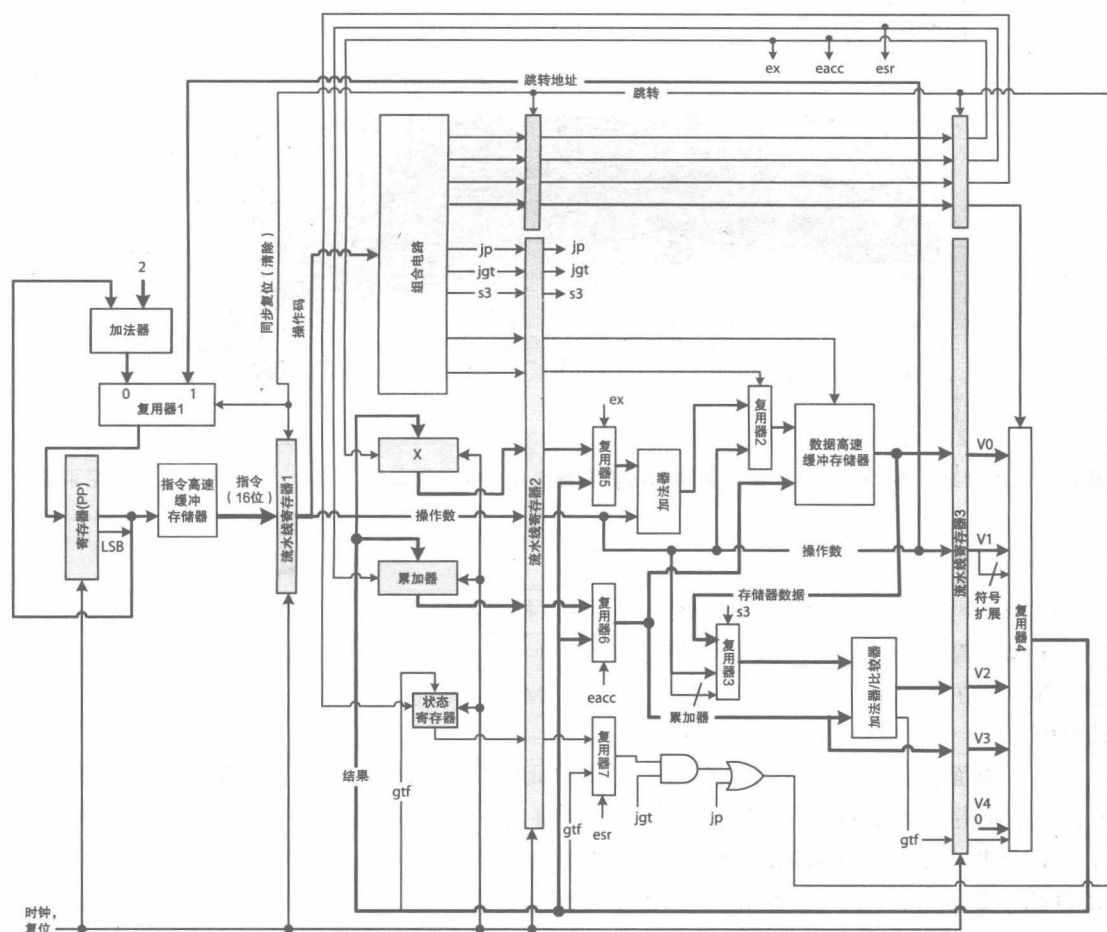 ex
eacc
esr
跳转地址
跳转
2
加法器
0
1
复用器1
同步复位(清除)
操作码
组合电路
jp
jgt
s3
jp
jgt
s3
寄存器(PP)
LSB
指令高速
缓冲
存储器
指令
(16位)
流水线寄存器1
X
操作数
累加器
状态
寄存器
结果
gtf
流水线寄存器2
ex
复用器5
加法器
复用器2
数据高速
缓冲存储器
操作数
存储器数据
s3
复用器3
复用器6
eacc
累加器
加法器/比较器
复用器7
gtf
esr
jgt
jp
gtf
流水线寄存器3
V0
V1
符号
扩展
V2
V3
V4
0
复用器4
时钟,
复位